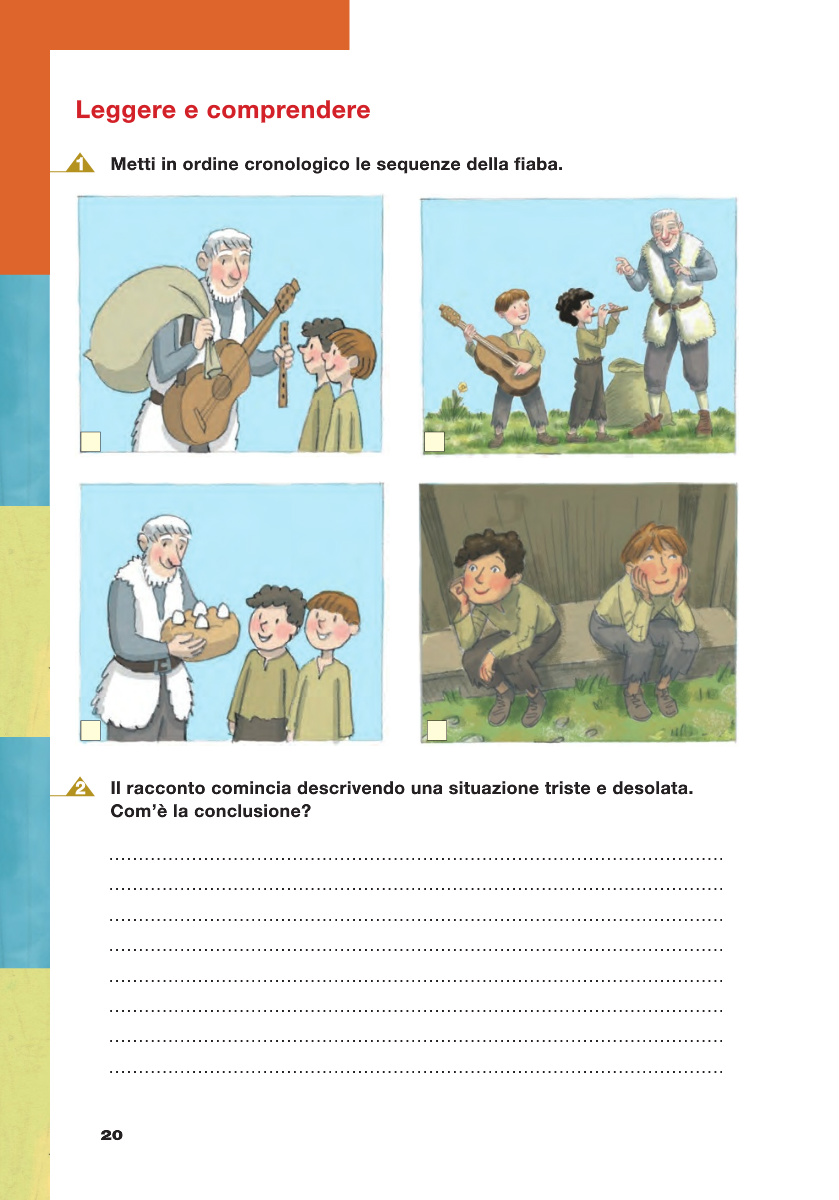 Leggere e comprendere
1 Metti in ordine cronologico le sequenze della fiaba.
2 Il racconto comincia descrivendo una situazione triste e desolata.
Com'è la conclusione?
20